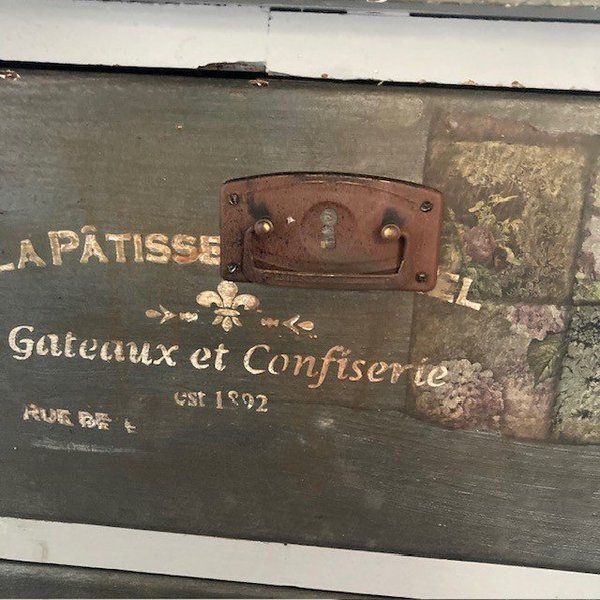 LA PÂTISSE EL
Gateaux et Confiserie
est 1892
RUE DE